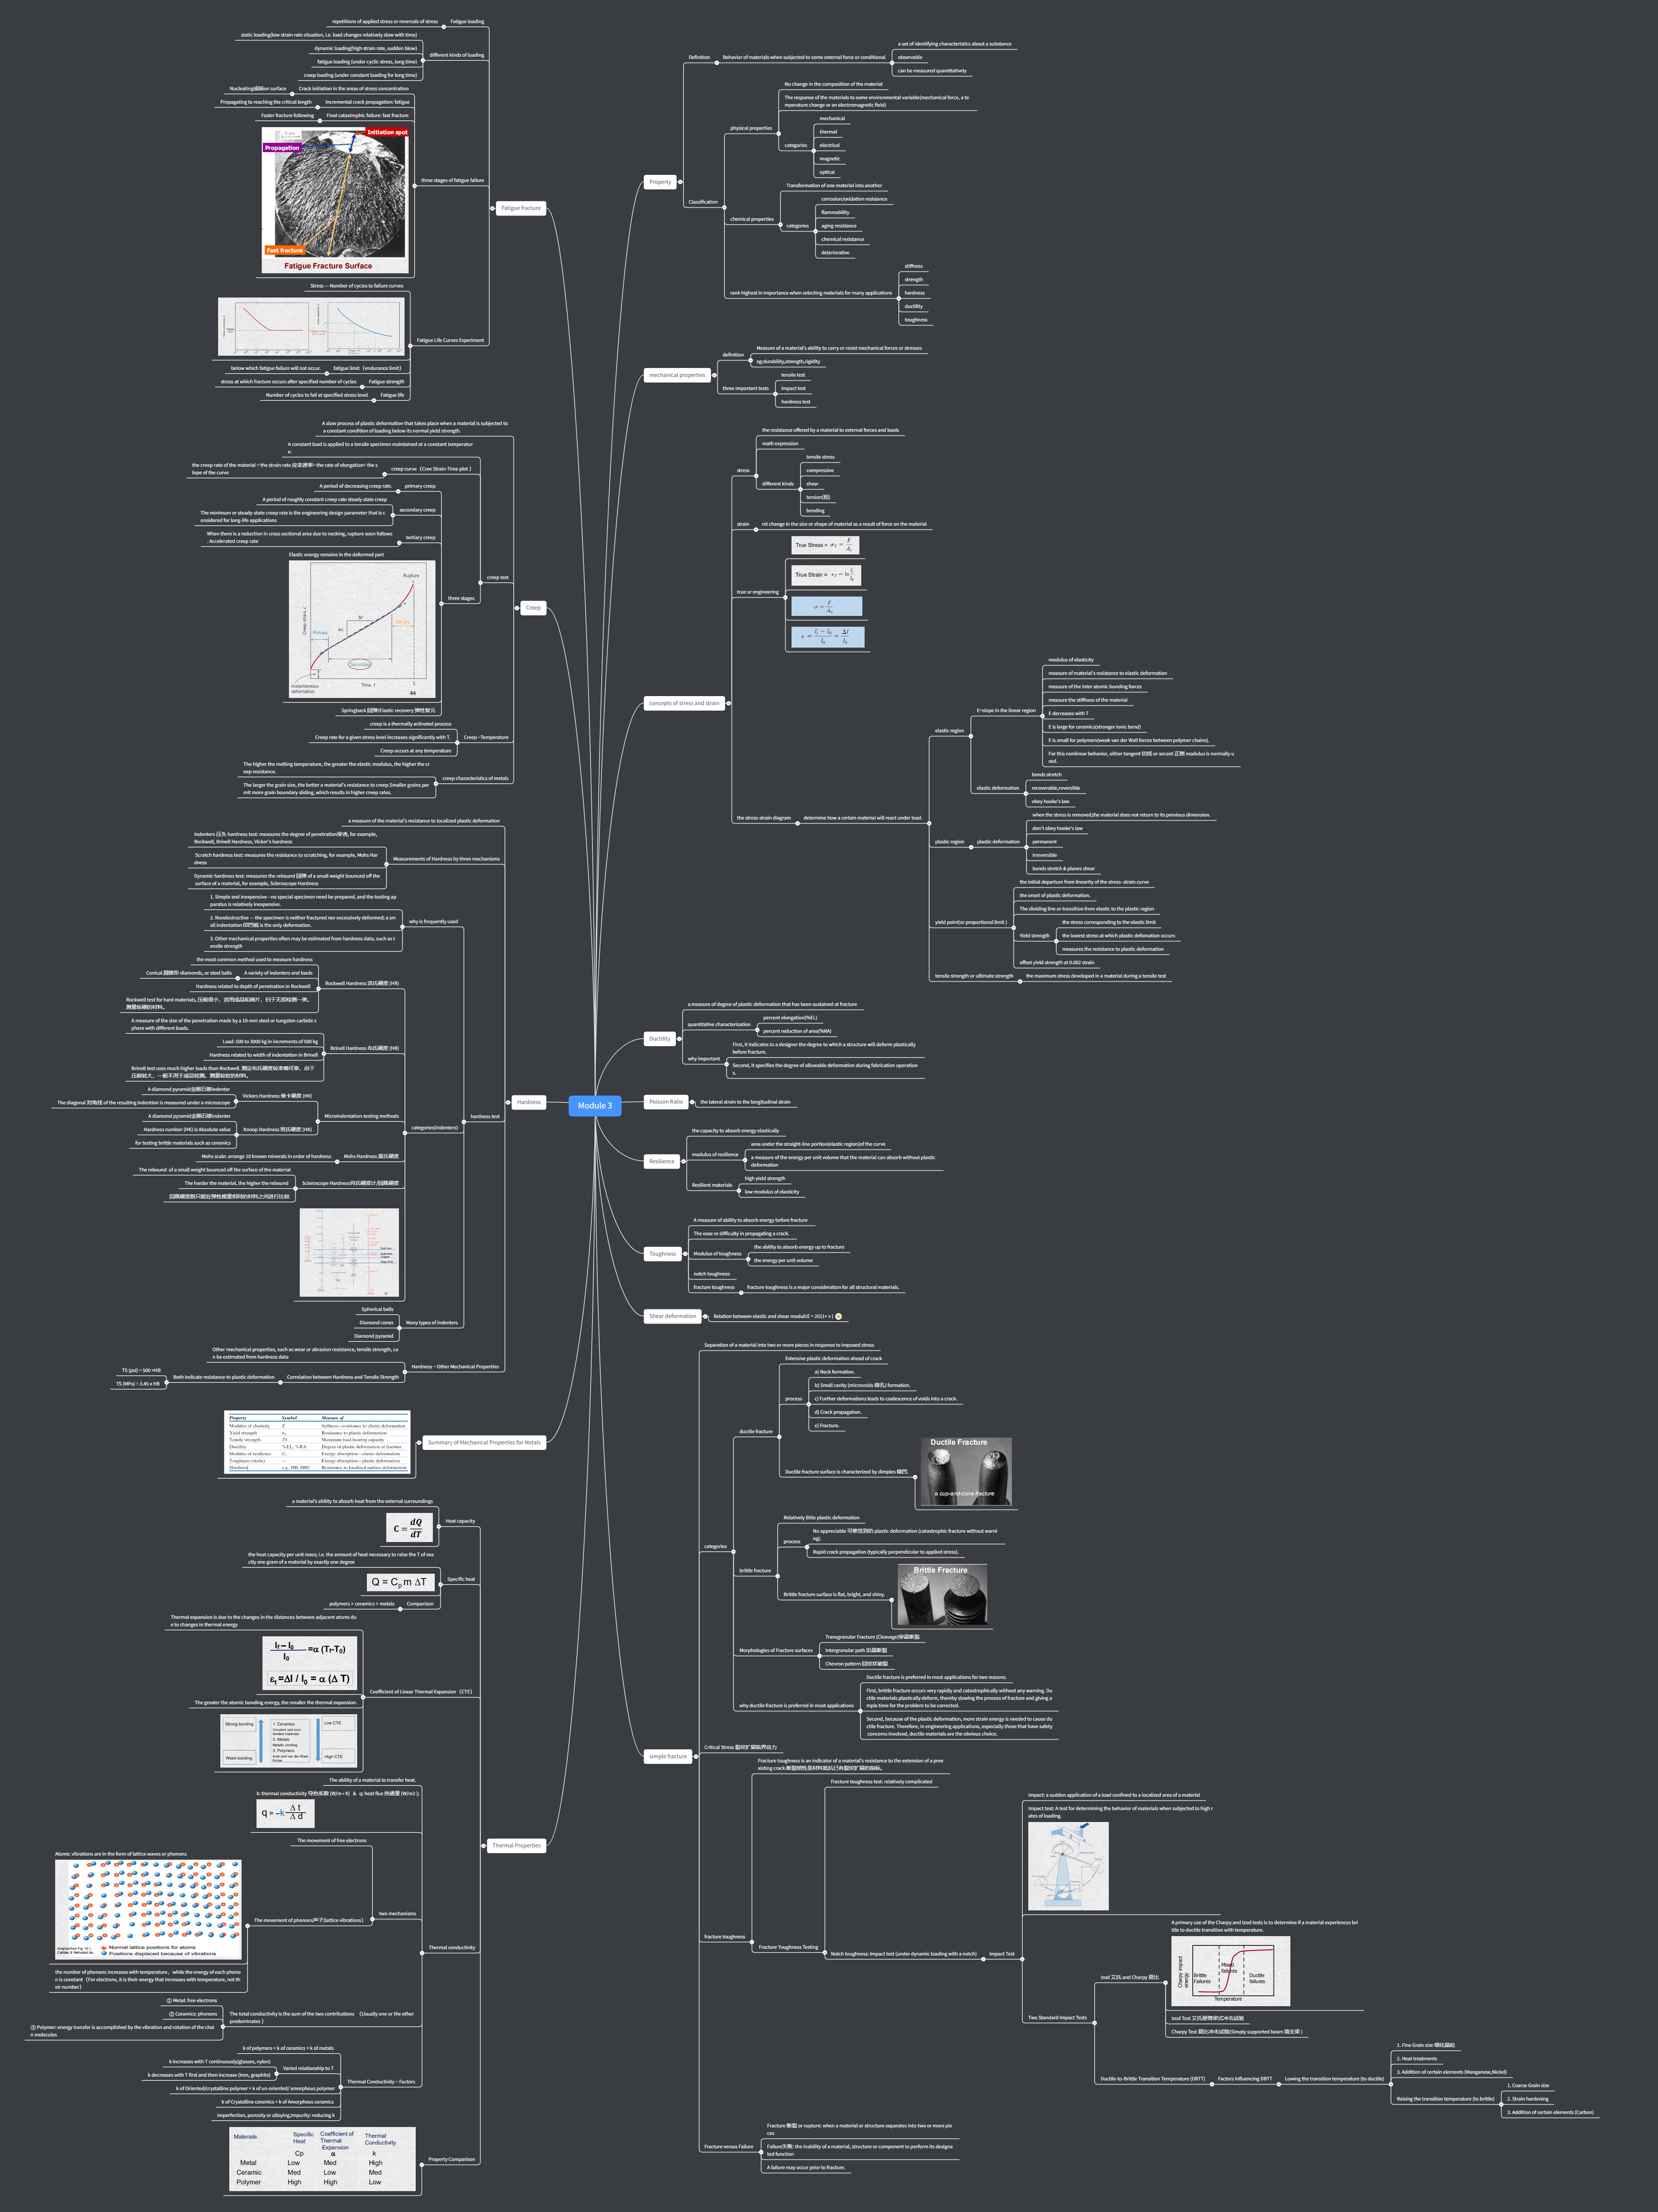 Module 3
Property
Definition
Behavior of materials when subjected to some external force or conditional
a set of identifying characteristics about a substance
observable
can be measured quantitatively
Classification
physical properties
No change in the composition of the material
The response of the materials to some environmental variable(mechanical force, a te
mperature change or an electromagnetic field)
categories
mechanical
thermal
electrical
magnetic
optical
chemical properties
Transformation of one material into another
categories
corrosion/oxidation resistance
flammability
aging resistance
chemical resistance
deteriorative
rank highest in importance when selecting materials for many applications
stiffness
strength
hardness
ductility
toughness
mechanical properties
definition
Measure of a material's ability to carry or resist mechanical forces or stresses
eg:durability,strength,rigidity
three important tests
tensile test
impact test
hardness test
concepts of stress and strain
stress
the resistance offered by a material to external forces and loads
math expression
different kinds
tensile stress
compressive
shear
torsion(扭)
bending
strain
nit change in the size or shape of material as a result of force on the material
true or engineering
True Stress = σT = F/Ai
True Strain = εT = ln li/l0
σ = F/A0
ε = (li − l0)/l0 = Δl/l0
the stress-strain diagram
determine how a certain material will react under load.
elastic region
E=slope in the linear region
modulus of elasticity
measure of material's resistance to elastic deformation
measure of the inter atomic bonding forces
measure the stiffness of the material
E decreases with T
E is large for ceramics(stronger ionic bond)
E is small for polymers(weak van der Wall forces between polymer chains).
For this nonlinear behavior, either tangent 切线 or secant 正割 modulus is normally u
sed.
elastic deformation
bonds stretch
recoverable,reversible
obey hooke's law
plastic region
plastic deformation
when the stress is removed,the material does not return to its previous dimension.
don't obey hooke's law
permanent
irreversible
bonds stretch & planes shear
yield point(or proportional limit )
the initial departure from linearity of the stress–strain curve
the onset of plastic deformation.
The dividing line or transition from elastic to the plastic region
Yield strength
the stress corresponding to the elastic limit
the lowest stress at which plastic defomation occurs
measures the resistance to plastic deformation
offset yield strength at 0.002 strain
tensile strength or ultimate strength
the maximum stress developed in a material during a tensile test
Ductility
a measure of degree of plastic deformation that has been sustained at fracture
quantitative characterization
percent elongation(%EL)
percent reduction of area(%RA)
why important
First, it indicates to a designer the degree to which a structure will deform plastically
before fracture.
Second, it specifies the degree of allowable deformation during fabrication operation
s.
Poisson Ratio
the lateral strain to the longitudinal strain
Resilience
the capacity to absorb energy elastically
modulus of resilience
area under the straight-line portion(elastic region)of the curve
a measure of the energy per unit volume that the material can absorb without plastic
deformation
Resilient materials
high yield strength
low modulus of elasticity
Toughness
A measure of ability to absorb energy before fracture
The ease or difficulty in propagating a crack.
Modulus of toughness
the ability to absorb energy up to fracture
the energy per unit volume
notch toughness
fracture toughness
fracture toughness is a major consideration for all structural materials.
Shear deformation
Relation between elastic and shear moduli:E = 2G(1+ ν )
simple fracture
Separation of a material into two or more pieces in response to imposed stress
categories
ductile fracture
Extensive plastic deformation ahead of crack
process
a) Neck formation.
b) Small cavity (microvoids 微孔) formation.
c) Further deformations leads to coalescence of voids into a crack.
d) Crack propagation.
e) Fracture.
Ductile fracture surface is characterized by dimples 微凹.
Ductile Fracture
a cup-and-cone fracture
brittle fracture
Relatively little plastic deformation
process
No appreciable 可察觉到的 plastic deformation (catastrophic fracture without warni
ng).
Rapid crack propagation (typically perpendicular to applied stress).
Brittle fracture surface is flat, bright, and shiny.
Brittle Fracture
Morphologies of Fracture surfaces
Transgranular Fracture (Cleavage)穿晶断裂
Intergranular path 沿晶断裂
Chevron pattern 回纹状破裂
why ductile fracture is preferred in most applications
Ductile fracture is preferred in most applications for two reasons.
First, brittle fracture occurs very rapidly and catastrophically without any warning. Du
ctile materials plastically deform, thereby slowing the process of fracture and giving a
mple time for the problem to be corrected.
Second, because of the plastic deformation, more strain energy is needed to cause du
ctile fracture. Therefore, in engineering applications, especially those that have safety
concerns involved, ductile materials are the obvious choice.
Critical Stress 裂纹扩展临界应力
fracture toughness
Fracture toughness is an indicator of a material's resistance to the extension of a pree
xisting crack.断裂韧性是材料抵抗已有裂纹扩展的指标。
Fracture Toughness Testing
Fracture toughness test: relatively complicated
Notch toughness: Impact test (under dynamic loading with a notch)
Impact Test
Impact: a sudden application of a load confined to a localized area of a material
Impact test: A test for determining the behavior of materials when subjected to high r
ates of loading.
Two Standard Impact Tests
Izod 艾氏 and Charpy 夏比
A primary use of the Charpy and Izod tests is to determine if a material experiences bri
ttle to ductile transition with temperature.
Charpy impact energy
Brittle Failures
Mixed failures
Ductile failures
Temperature
Izod Test 艾氏悬臂梁式冲击试验
Charpy Test 夏比冲击试验(Simply supported beam 简支梁 )
Ductile-to-Brittle Transition Temperature (DBTT)
Factors Influencing DBTT
Lowing the transition temperature (to ductile)
1. Fine Grain size 细化晶粒
2. Heat treatments
3. Addition of certain elements (Manganese,Nickel)
Raising the transition temperature (to brittle)
1. Coarse Grain size
2. Strain hardening
3. Addition of certain elements (Carbon)
Fracture versus Failure
Fracture 断裂 or rupture: when a material or structure separates into two or more pie
ces
Failure失败: the inability of a material, structure or component to perform its designa
ted function
A failure may occur prior to fracture.
Fatigue fracture
Fatigue loading
repetitions of applied stress or reversals of stress
different kinds of loading
static loading(low strain rate situation, i.e. load changes relatively slow with time)
dynamic loading(high strain rate, sudden blow)
fatigue loading (under cyclic stress, long time)
creep loading (under constant loading for long time)
three stages of fatigue failure
Crack initiation in the areas of stress concentration
Nucleating成核on surface
Incremental crack propagation: fatigue
Propagating to reaching the critical length
Final catastrophic failure: fast fracture
Faster fracture following
Initiation spot
Propagation
Fast fracture
Fatigue Fracture Surface
Fatigue Life Curves Experiment
Stress — Number of cycles to failure curves
fatigue limit（endurance limit）
below which fatigue failure will not occur.
Fatigue strength
stress at which fracture occurs after specified number of cycles
Fatigue life
Number of cycles to fail at specified stress level
Creep
A slow process of plastic deformation that takes place when a material is subjected to
a constant condition of loading below its normal yield strength.
creep test
A constant load is applied to a tensile specimen maintained at a constant temperatur
e.
creep curve（Cree Strain-Time plot ）
the creep rate of the material = the strain rate 应变速率= the rate of elongation= the s
lope of the curve
three stages
primary creep
A period of decreasing creep rate.
secondary creep
A period of roughly constant creep rate steady state creep
The minimum or steady-state creep rate is the engineering design parameter that is c
onsidered for long-life applications
tertiary creep
When there is a reduction in cross sectional area due to necking, rupture soon follows
. Accelerated creep rate
Elastic energy remains in the deformed part
Rupture
Creep strain, ε
Primary
Δε
Δt
Tertiary
Secondary
Time, t
tr
Instantaneous
deformation
44
Springback 回弹/Elastic recovery 弹性复元
Creep ~Temperature
creep is a thermally activated process
Creep rate for a given stress level increases significantly with T.
Creep occurs at any temperature
creep characteristics of metals
The higher the melting temperature, the greater the elastic modulus, the higher the cr
eep resistance.
The larger the grain size, the better a material's resistance to creep.Smaller grains per
mit more grain boundary sliding, which results in higher creep rates.
Hardness
a measure of the material's resistance to localized plastic deformation
Measurements of Hardness by three mechanisms
Indenters 压头 hardness test: measures the degree of penetration穿透, for example,
Rockwell, Brinell Hardness, Vicker's hardness
Scratch hardness test: measures the resistance to scratching, for example, Mohs Har
dness
Dynamic hardness test: measures the rebound 回弹 of a small weight bounced off the
surface of a material, for example, Scleroscope Hardness
hardness test
why is frequently used
1. Simple and inexpensive--no special specimen need be prepared, and the testing ap
paratus is relatively inexpensive.
2. Nondestructive -- the specimen is neither fractured nor excessively deformed; a sm
all indentation 印凹痕 is the only deformation.
3. Other mechanical properties often may be estimated from hardness data, such as t
ensile strength
categories(indenters)
Rockwell Hardness 洛氏硬度 (HR)
the most common method used to measure hardness
A variety of indenters and loads
Conical 圆锥形 diamonds, or steel balls
Hardness related to depth of penetration in Rockwell
Rockwell test for hard materials, 压痕很小，适用成品和薄片，归于无损检测一类。
测量较硬的材料。
Brinell Hardness 布氏硬度 (HB)
A measure of the size of the penetration made by a 10-mm steel or tungsten carbide s
phere with different loads.
Load: 500 to 3000 kg in increments of 500 kg
Hardness related to width of indentation in Brinell
Brinell test uses much higher loads than Rockwell. 测定布氏硬度较准确可靠，由于
压痕较大，一般不用于成品检测。测量较软的材料。
Microindentation-testing methods
Vickers Hardness 维卡硬度 (HV)
A diamond pyramid金刚石锥indenter
The diagonal 对角线 of the resulting indention is measured under a microscope
Knoop Hardness 努氏硬度 (HK)
A diamond pyramid金刚石锥indenter
Hardness number (HK) is Absolute value
for testing brittle materials such as ceramics
Mohs Hardness 莫氏硬度
Mohs scale: arrange 10 known minerals in order of hardness
Scleroscope Hardness肖氏硬度计/回跳硬度
The rebound of a small weight bounced off the surface of the material
The harder the material, the higher the rebound
回跳硬度数只能在弹性模量相同的材料之间进行比较
Many types of indenters
Spherical balls
Diamond cones
Diamond pyramid
Hardness ~ Other Mechanical Properties
Other mechanical properties, such as wear or abrasion resistance, tensile strength, ca
n be estimated from hardness data
Correlation between Hardness and Tensile Strength
Both indicate resistance to plastic deformation
TS (psi) = 500 ×HB
TS (MPa) = 3.45 x HB
Summary of Mechanical Properties for Metals
Property Symbol Measure of
Modulus of elasticity E Stiffness—resistance to elastic deformation
Yield strength σy Resistance to plastic deformation
Tensile strength TS Maximum load-bearing capacity
Ductility %EL, %RA Degree of plastic deformation at fracture
Modulus of resilience Ur Energy absorption—elastic deformation
Toughness (static) — Energy absorption—plastic deformation
Hardness e.g., HB, HRC Resistance to localized surface deformation
Thermal Properties
Heat capacity
a material's ability to absorb heat from the external surroundings
C = dQ/dT
Specific heat
the heat capacity per unit mass; i.e. the amount of heat necessary to raise the T of exa
ctly one gram of a material by exactly one degree
Q = Cp m ΔT
Comparison
polymers > ceramics > metals
Coefficient of Linear Thermal Expansion（CTE）
Thermal expansion is due to the changes in the distances between adjacent atoms du
e to changes in thermal energy
(lf – l0)/l0 =α (Tf-T0)
εt =Δl / l0 = α (Δ T)
The greater the atomic bonding energy, the smaller the thermal expansion.
Strong bonding
Weak bonding
1. Ceramics
Covalent and ionic
bonded materials
2. Metals
Metallic bonding
3. Polymers
Ionic and van der Waal
forces
Low CTE
High CTE
Thermal conductivity
The ability of a material to transfer heat.
k: thermal conductivity 导热系数 (W/m • K) & q: heat flux 热通量 (W/m2 );
q = –k Δt/Δd
two mechanisms
The movement of free electrons
The movement of phonons声子(lattice vibrations)
Atomic vibrations are in the form of lattice waves or phonons
Normal lattice positions for atoms
Positions displaced because of vibrations
the number of phonons increases with temperature，while the energy of each phono
n is constant（For electrons, it is their energy that increases with temperature, not th
eir number）
The total conductivity is the sum of the two contributions （Usually one or the other
predominates ）
① Metal: free electrons
② Ceramics: phonons
③ Polymer: energy transfer is accomplished by the vibration and rotation of the chai
n molecules
Thermal Conductivity ~ Factors
k of polymers < k of ceramics < k of metals
Varied relationship to T
k increases with T continuously(glasses, nylon)
k decreases with T first and then increase (iron, graphite)
k of Oriented/crystalline polymer > k of un-oriented/ amorphous polymer
k of Crystalline ceramics > k of Amorphous ceramics
Imperfection, porosity or alloying,Impurity: reducing k
Property Comparison
Materials Specific Heat Coefficient of Thermal Expansion Thermal Conductivity
Cp α k
Metal Low Med High
Ceramic Med Low Med
Polymer High High Low